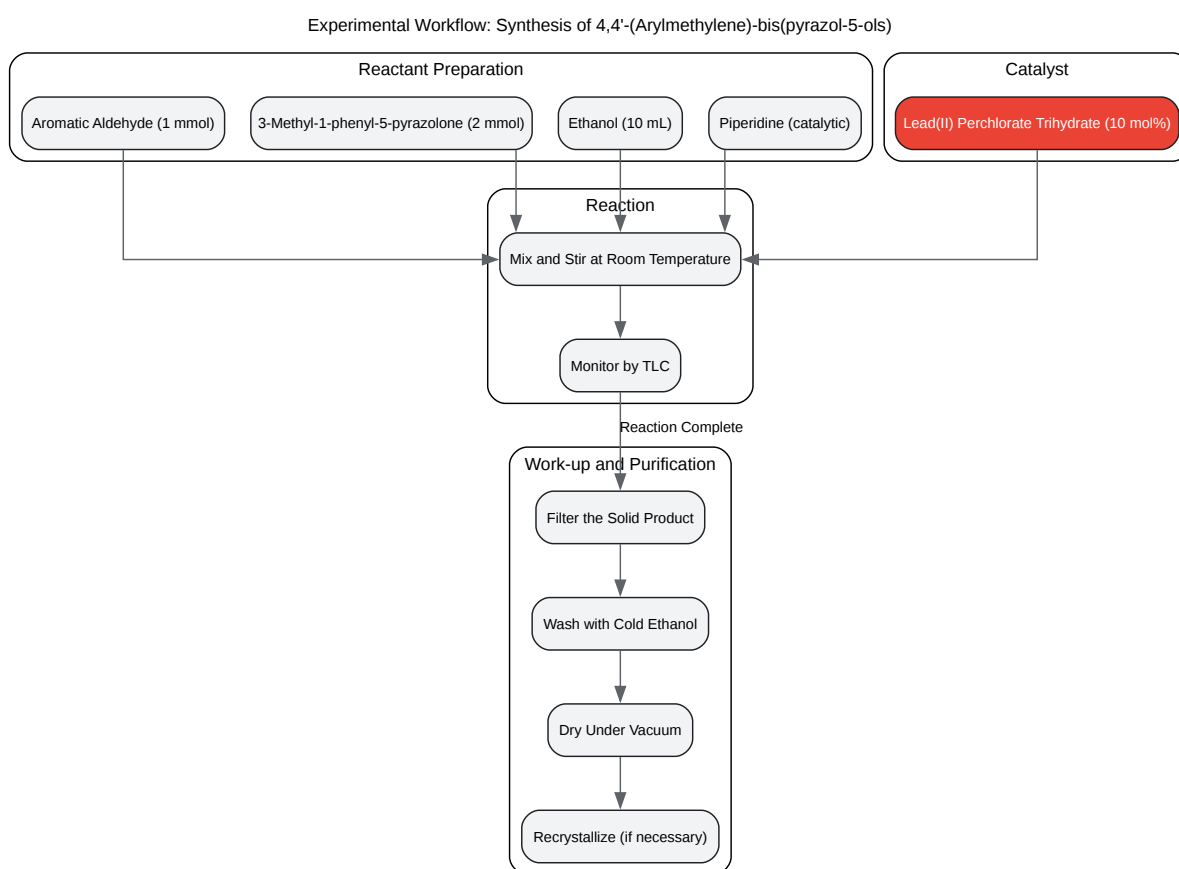 Experimental Workflow: Synthesis of 4,4'-(Arylmethylene)-bis(pyrazol-5-ols)
Reactant Preparation
Catalyst
Aromatic Aldehyde (1 mmol)
3-Methyl-1-phenyl-5-pyrazolone (2 mmol)
Ethanol (10 mL)
Piperidine (catalytic)
Lead(II) Perchlorate Trihydrate (10 mol%)
Reaction
Mix and Stir at Room Temperature
Monitor by TLC
Reaction Complete
Work-up and Purification
Filter the Solid Product
Wash with Cold Ethanol
Dry Under Vacuum
Recrystallize (if necessary)